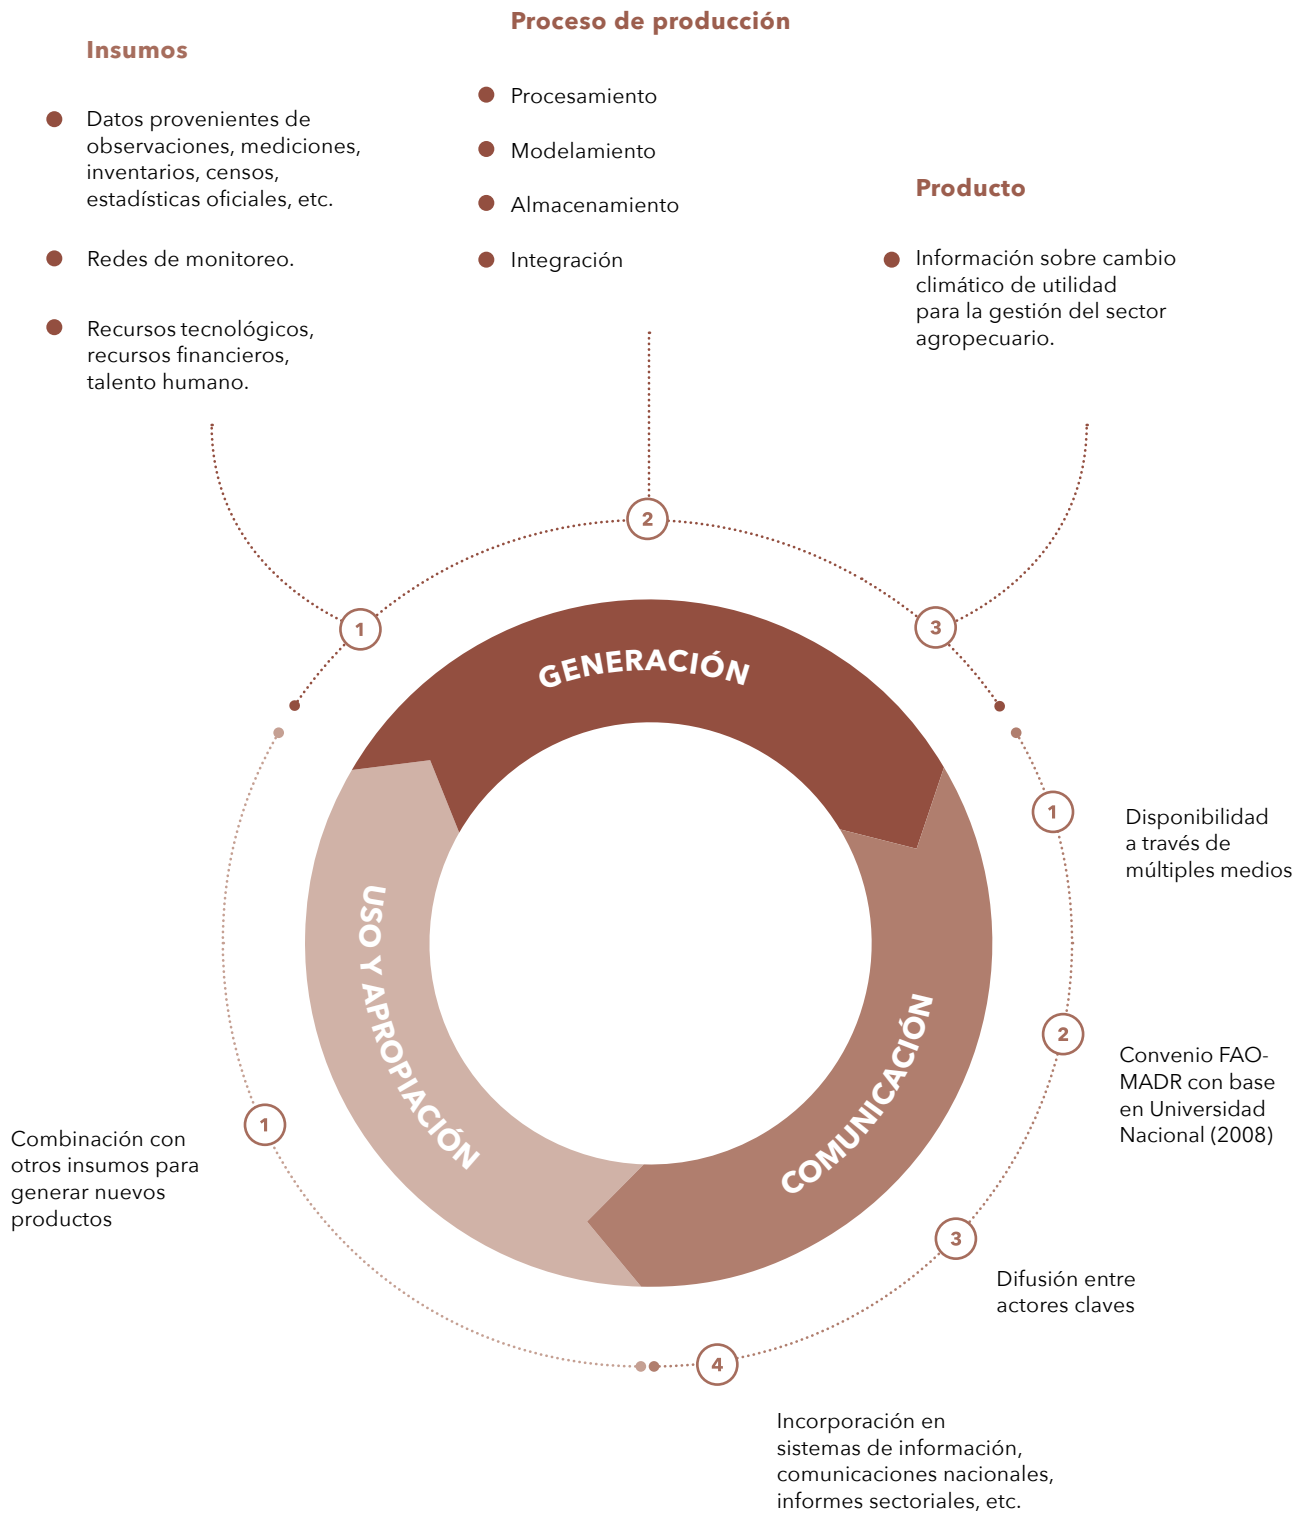 Insumos
Datos provenientes de
observaciones, mediciones,
inventarios, censos,
estadísticas oficiales, etc.
Redes de monitoreo.
Recursos tecnológicos,
recursos financieros,
talento humano.
Proceso de producción
Procesamiento
Modelamiento
Almacenamiento
Integración
Producto
Información sobre cambio
climático de utilidad
para la gestión del sector
agropecuario.
1
2
3
GENERACIÓN
1
Disponibilidad
a través de
múltiples medios
2
Convenio FAO-
MADR con base
en Universidad
Nacional (2008)
COMUNICACIÓN
3
Difusión entre
actores claves
4
Incorporación en
sistemas de información,
comunicaciones nacionales,
informes sectoriales, etc.
USO Y APROPIACIÓN
1
Combinación con
otros insumos para
generar nuevos
productos